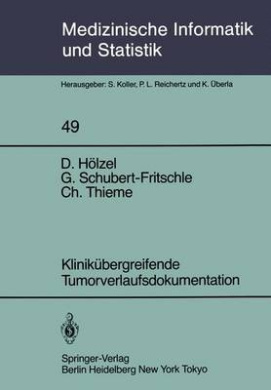 Medizinische Informatik
und Statistik
Herausgeber: S. Koller, P. L. Reichertz und K. Überla
49
D. Hölzel
G. Schubert-Fritschle
Ch. Thieme
Klinikübergreifende
Tumorverlaufsdokumentation
Springer-Verlag
Berlin Heidelberg New York Tokyo